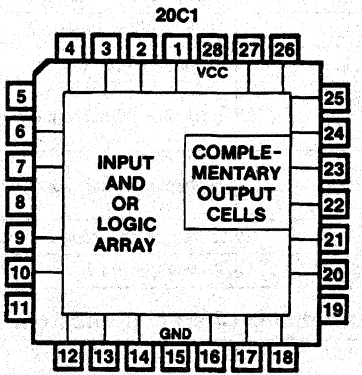 20C1
4 3 2 1 28 27 26
VCC
5 25
6 24
7 23
8 22
9 21
10 20
11 19
INPUT
AND
OR
LOGIC
ARRAY
COMPLE-
MENTARY
OUTPUT
CELLS
GND
12 13 14 15 16 17 18